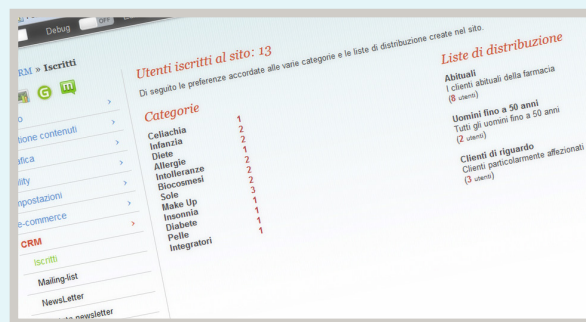 Debug OFF
» Iscritti
CRM
Iscritti
Mailing-list
NewsLetter
newsletter
Utenti iscritti al sito: 13
Di seguito le preferenze accordate alle varie categorie e le liste di distribuzione create nel sito.
Categorie
Celiachia 1
Infanzia 2
Diete 2
Allergie 1
Intolleranze 2
Biocosmesi 2
Sole 2
Make Up 3
Insonnia 1
Diabete 1
Pelle 1
Integratori 1
Liste di distribuzione
Abituali
I clienti abituali della farmacia
(8 utenti)
Uomini fino a 50 anni
Tutti gli uomini fino a 50 anni
(2 utenti)
Clienti di riguardo
Clienti particolarmente affezionati
(3 utenti)